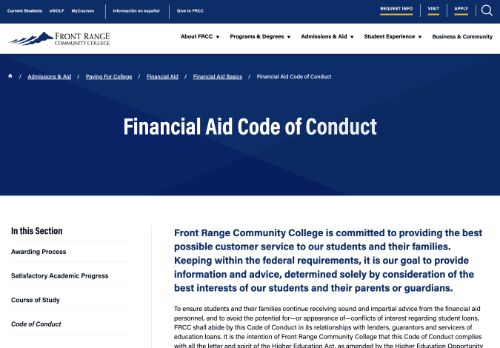 Current Students eWOLF MyCourses Información en español Give to FRCC REQUEST INFO VISIT APPLY
FRONT RANGE
COMMUNITY COLLEGE
About FRCC Programs & Degrees Admissions & Aid Student Experience Business & Community
/ Admissions & Aid / Paying For College / Financial Aid / Financial Aid Basics / Financial Aid Code of Conduct
Financial Aid Code of Conduct
In this Section
Awarding Process
Satisfactory Academic Progress
Course of Study
Code of Conduct
Front Range Community College is committed to providing the best
possible customer service to our students and their families.
Keeping within the federal requirements, it is our goal to provide
information and advice, determined solely by consideration of the
best interests of our students and their parents or guardians.
To ensure students and their families continue receiving sound and impartial advice from the financial aid
personnel, and to avoid the potential for—or appearance of—conflicts of interest regarding student loans,
FRCC shall abide by this Code of Conduct in its relationships with lenders, guarantors and servicers of
education loans. It is the intention of Front Range Community College that this Code of Conduct complies
with all the letter and spirit of the Higher Education Act, as amended by the Higher Education Opportunity